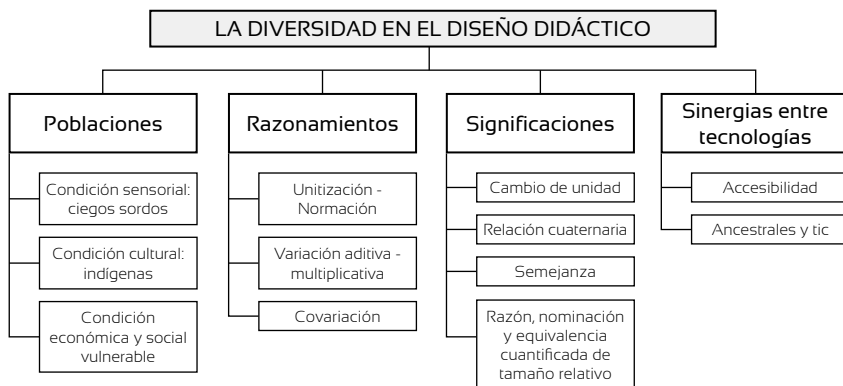 LA DIVERSIDAD EN EL DISEÑO DIDÁCTICO
Poblaciones
Condición sensorial:
ciegos sordos
Condición cultural:
indígenas
Condición
económica y social
vulnerable
Razonamientos
Unitización -
Normación
Variación aditiva -
multiplicativa
Covariación
Significaciones
Cambio de unidad
Relación cuaternaria
Semejanza
Razón, nominación
y equivalencia
cuantificada de
tamaño relativo
Sinergias entre
tecnologías
Accesibilidad
Ancestrales y tic